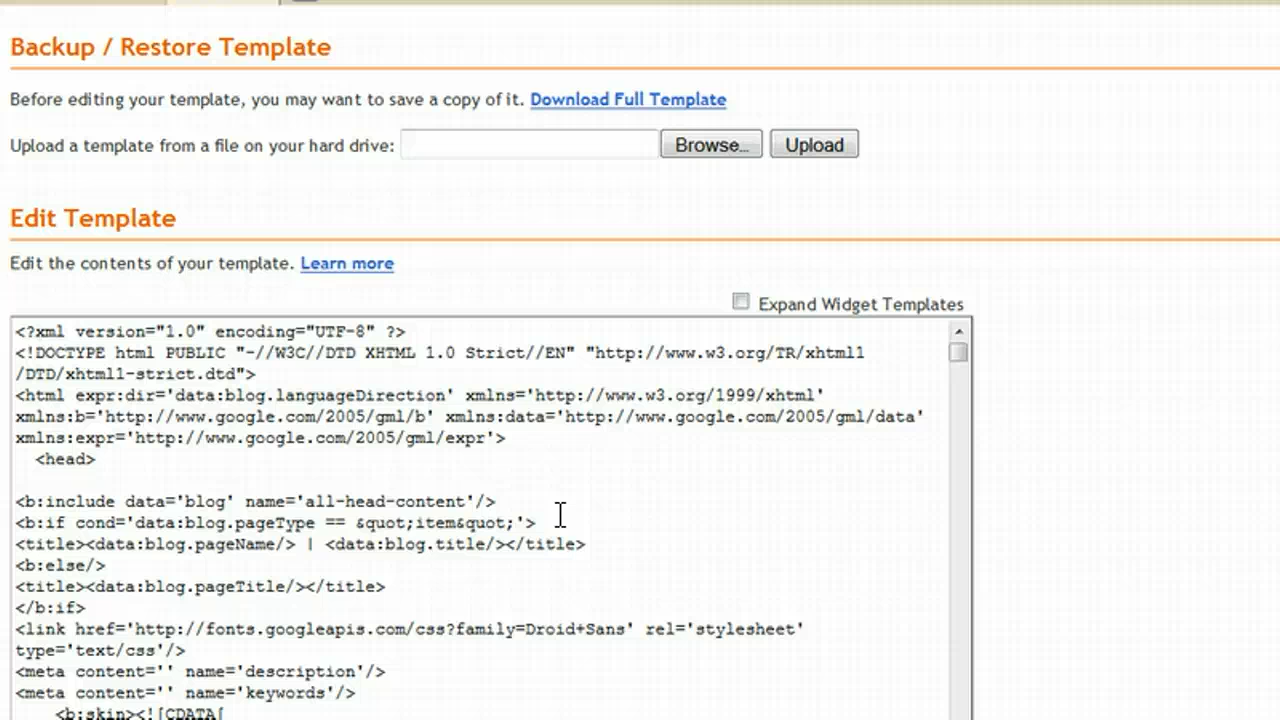 Backup / Restore Template
Before editing your template, you may want to save a copy of it. Download Full Template
Upload a template from a file on your hard drive: Browse... Upload
Edit Template
Edit the contents of your template. Learn more
Expand Widget Templates
<?xml version="1.0" encoding="UTF-8" ?>
<!DOCTYPE html PUBLIC "-//W3C//DTD XHTML 1.0 Strict//EN" "http://www.w3.org/TR/xhtml1
/DTD/xhtml1-strict.dtd">
<html expr:dir='data:blog.languageDirection' xmlns='http://www.w3.org/1999/xhtml'
xmlns:b='http://www.google.com/2005/gml/b' xmlns:data='http://www.google.com/2005/gml/data'
xmlns:expr='http://www.google.com/2005/gml/expr'>
<head>
<b:include data='blog' name='all-head-content'/>
<b:if cond='data:blog.pageType == &quot;item&quot;'>
<title><data:blog.pageName/> | <data:blog.title/></title>
<b:else/>
<title><data:blog.pageTitle/></title>
</b:if>
<link href='http://fonts.googleapis.com/css?family=Droid+Sans' rel='stylesheet'
type='text/css'/>
<meta content='' name='description'/>
<meta content='' name='keywords'/>
<b:skin><![CDATA[